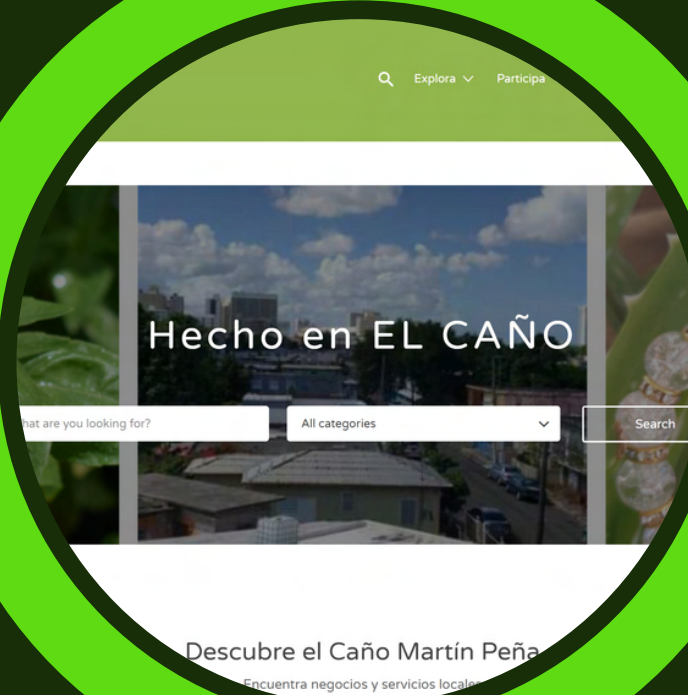 Explora Participa
Hecho en EL CAÑO
hat are you looking for? All categories Search
Descubre el Caño Martín Peña
Encuentra negocios y servicios locales